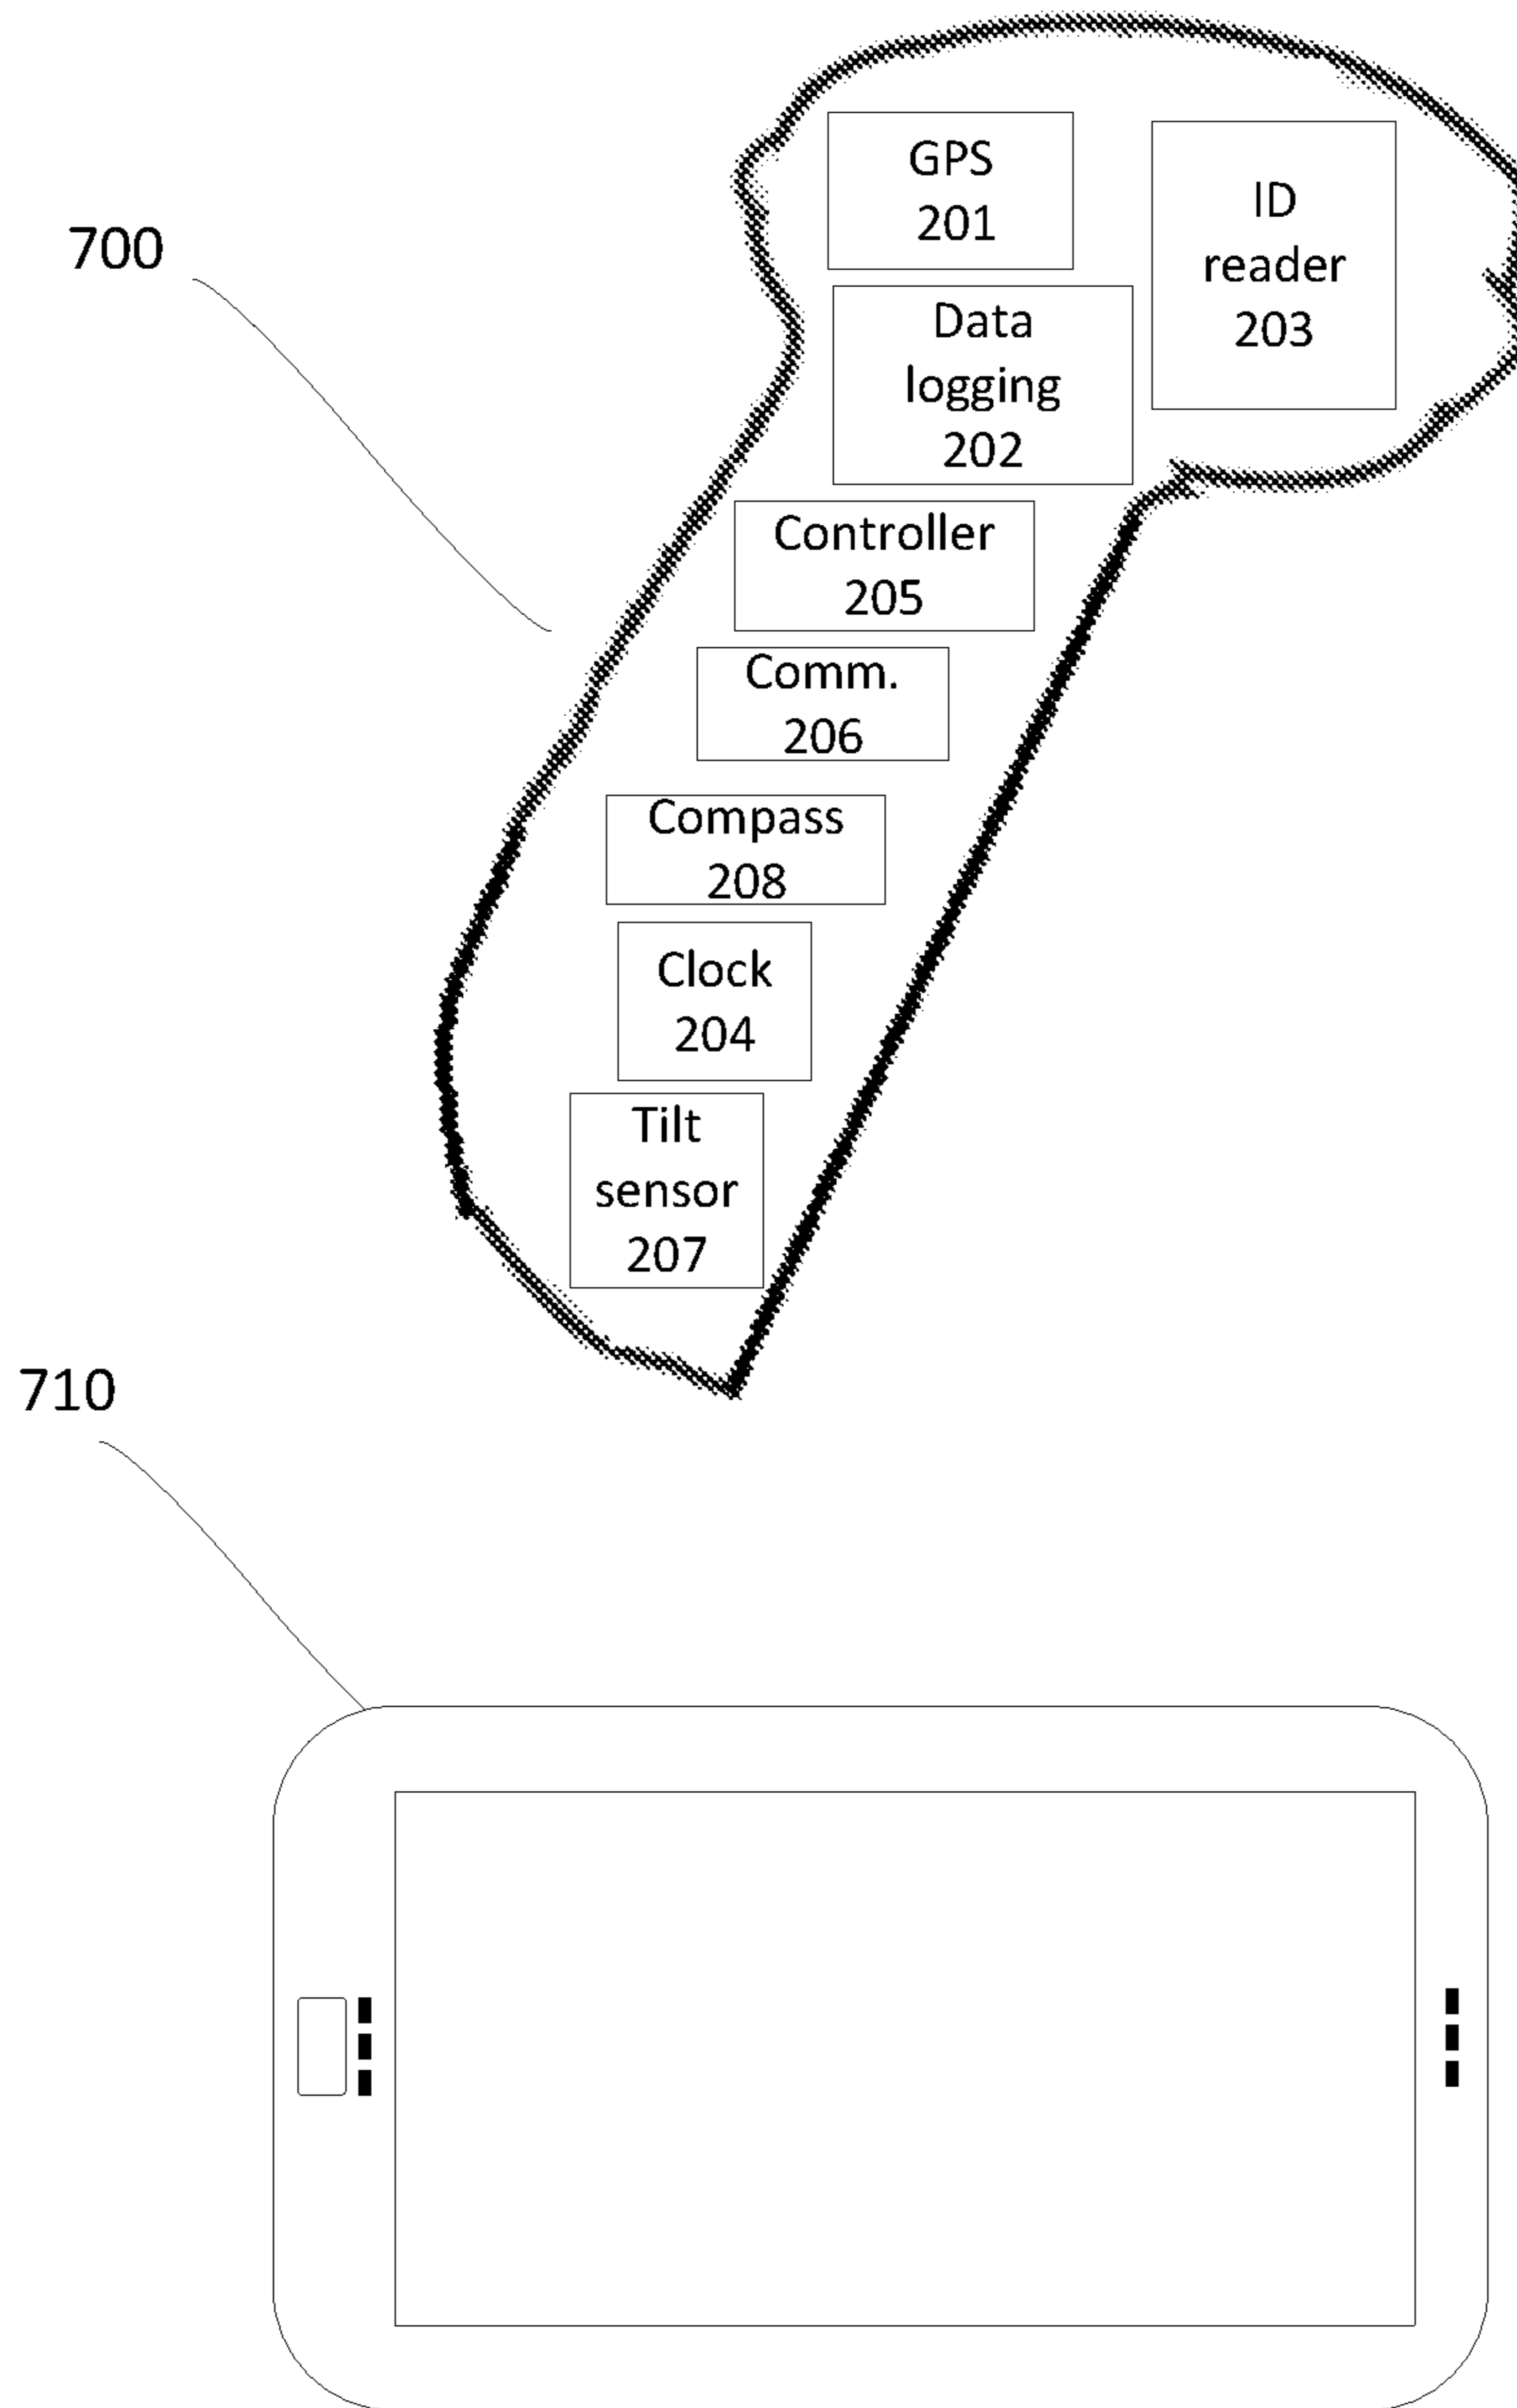 GPS
201
ID
reader
203
700
Data
logging
202
Controller
205
Comm.
206
Compass
208
Clock
204
Tilt
sensor
207
710